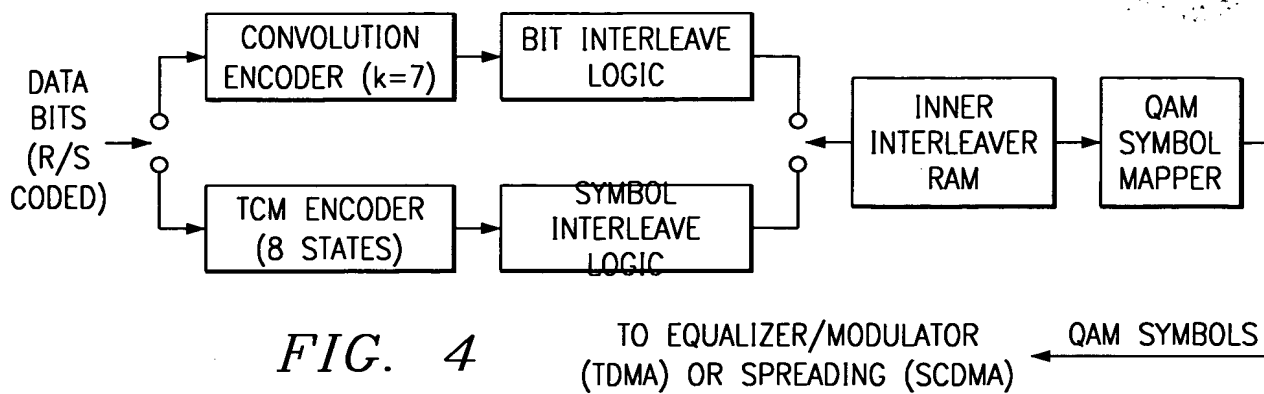 DATA
BITS
(R/S
CODED)
CONVOLUTION
ENCODER (k=7)
BIT INTERLEAVE
LOGIC
TCM ENCODER
(8 STATES)
SYMBOL
INTERLEAVE
LOGIC
INNER
INTERLEAVER
RAM
QAM
SYMBOL
MAPPER
FIG. 4
TO EQUALIZER/MODULATOR
(TDMA) OR SPREADING (SCDMA)
QAM SYMBOLS